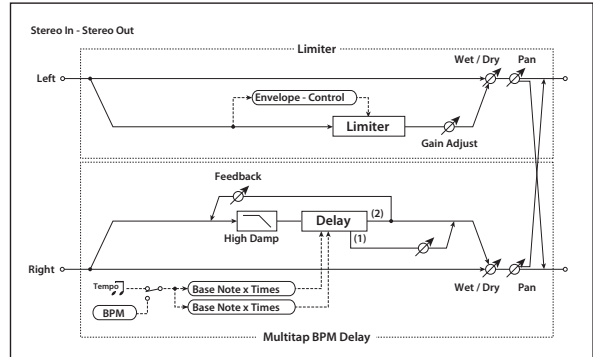 Stereo In - Stereo Out
Limiter
Wet / Dry Pan
Left
Envelope - Control
Limiter
Gain Adjust
Feedback
Delay
(2)
(1)
High Damp
Right
Tempo
Base Note x Times
BPM
Base Note x Times
Wet / Dry Pan
Multitap BPM Delay